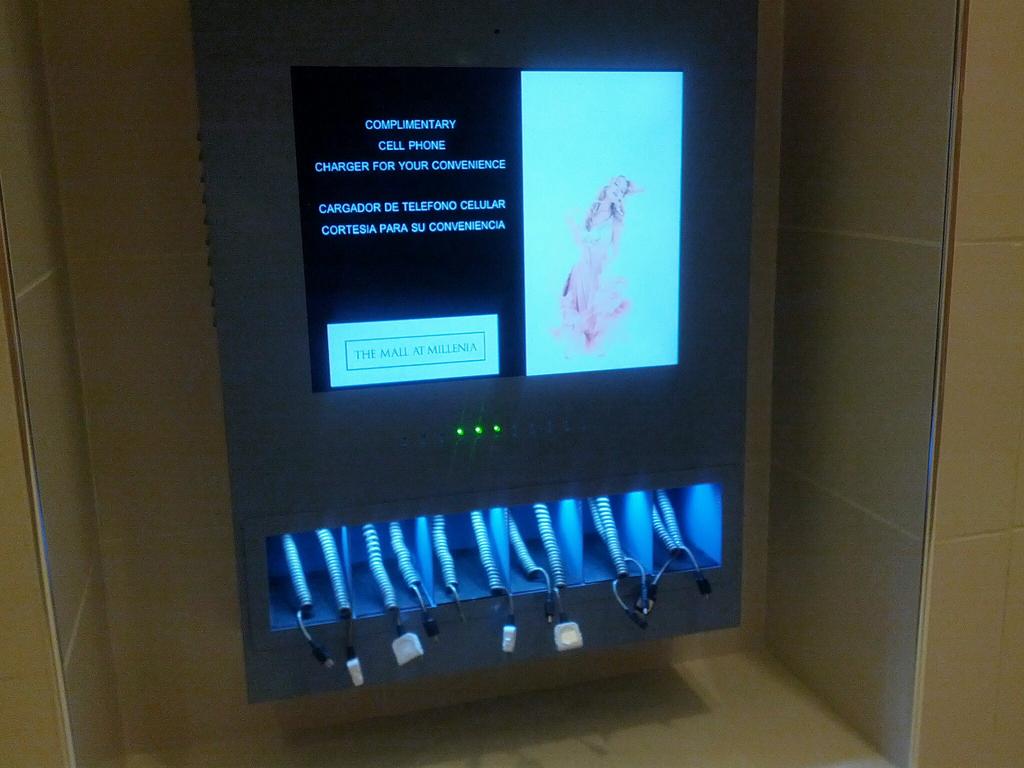 COMPLIMENTARY
CELL PHONE
CHARGER FOR YOUR CONVENIENCE
CARGADOR DE TELEFONO CELULAR
CORTESIA PARA SU CONVENIENCIA
THE MALL AT MILLENIA